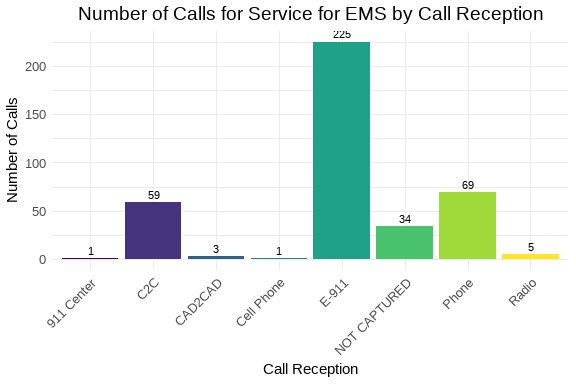 Number of Calls for Service for EMS by Call Reception
Number of Calls
200
150
100
50
0
1
59
3
1
225
34
69
5
911 Center
C2C
CAD2CAD
Cell Phone
E-911
NOT CAPTURED
Phone
Radio
Call Reception